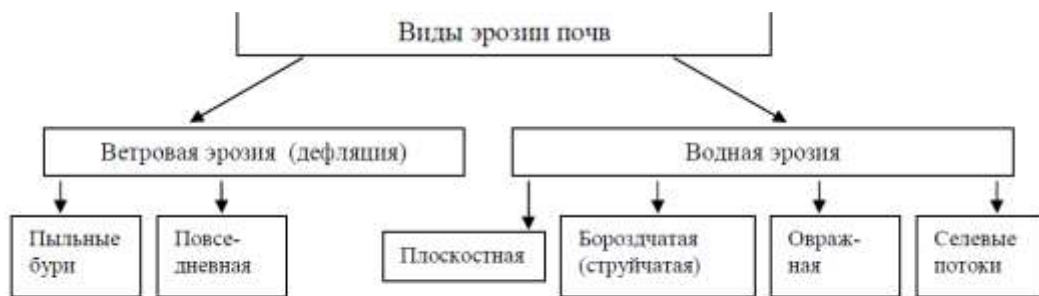 Виды эрозии почв
Ветровая эрозия (дефляция)
Водная эрозия
Пыльные
бури
Повсе-
дневная
Плоскостная
Бороздчатая
(струйчатая)
Овраж-
ная
Селевые
потоки